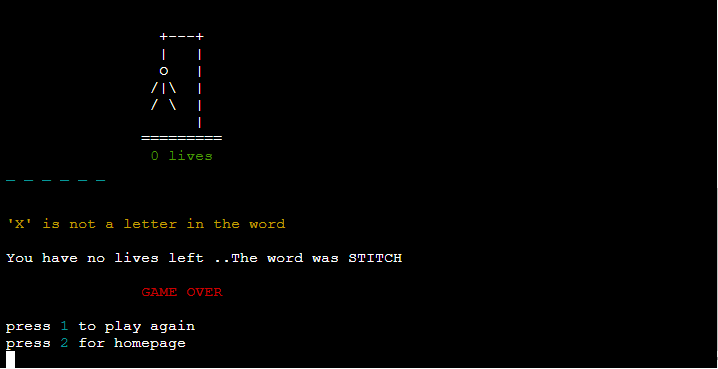 +---+
|   |
o   |
/|\  |
/ \  |
|
=========
0 lives
_ _ _ _ _ _
'X' is not a letter in the word
You have no lives left ..The word was STITCH
GAME OVER
press 1 to play again
press 2 for homepage